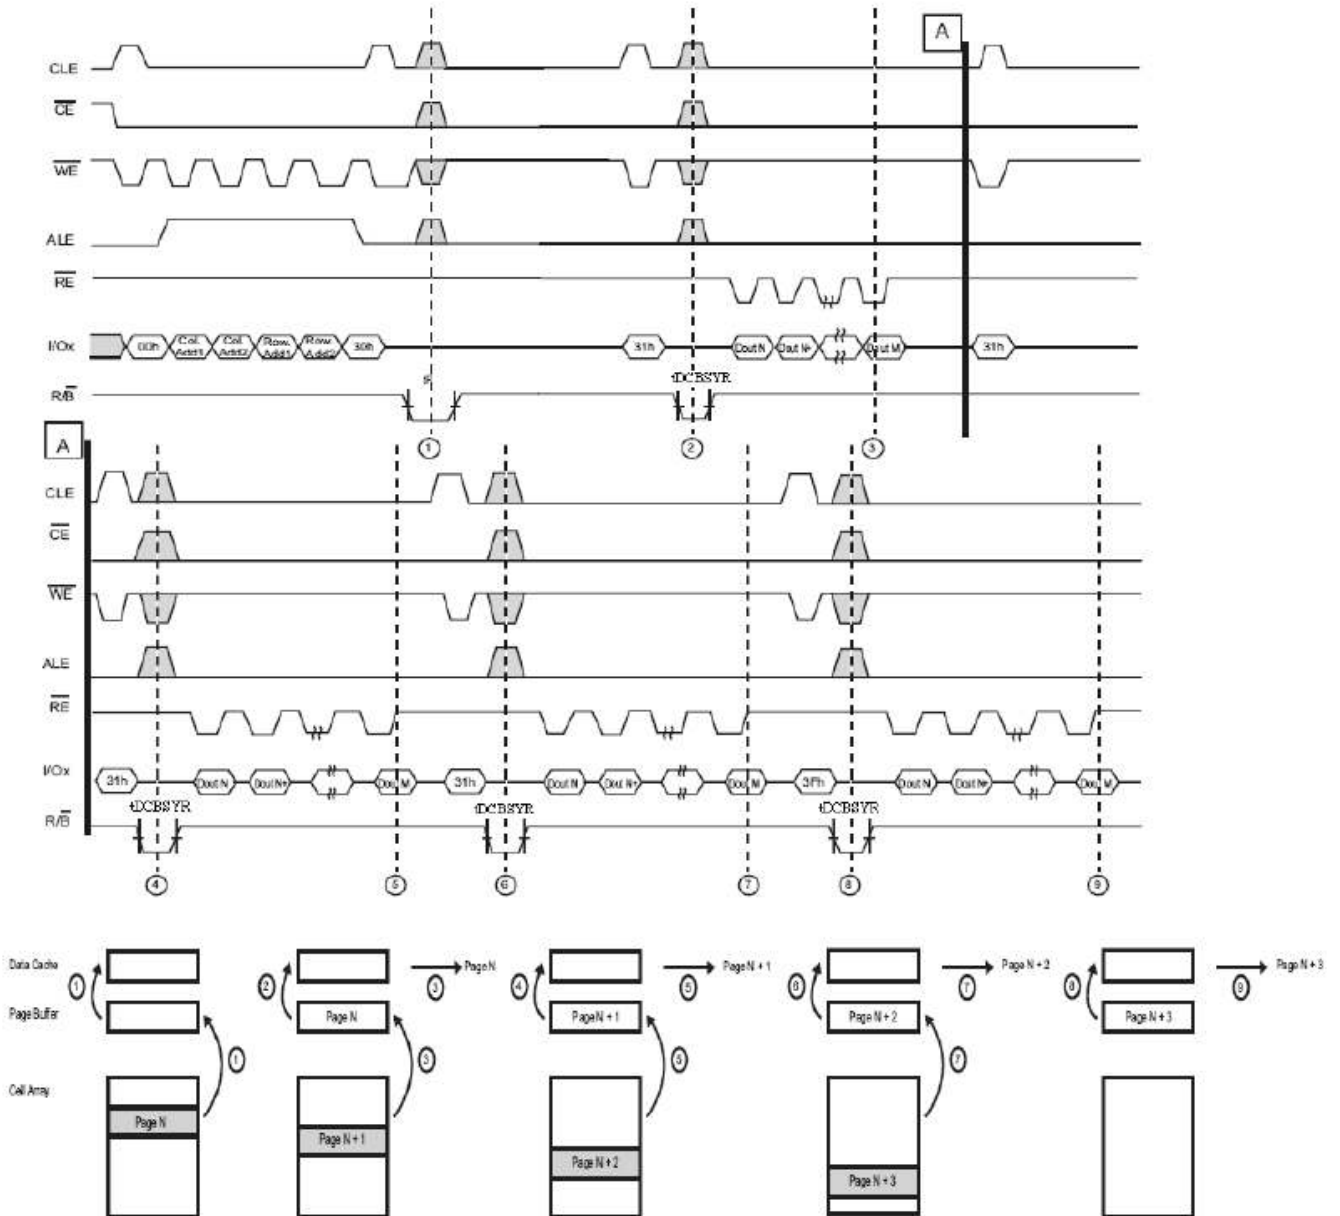 A
CLE
CE
WE
ALE
RE
I/Ox 00h Col. Add1 Col. Add2 Row. Add1 Row. Add2 30h 31h Dout N Dout N+ Dout M 31h
tDCBSYR
R/B
① ② ③
A
CLE
CE
WE
ALE
RE
I/Ox 31h Dout N Dout N+ Dout M 31h Dout N Dout N+ Dout M 3Fh Dout N Dout N+ Dout M
tDCBSYR tDCBSYR tDCBSYR
R/B
④ ⑤ ⑥ ⑦ ⑧ ⑨
Data Cache ① ② ③ Page N ④ ⑤ Page N + 1 ⑥ ⑦ Page N + 2 ⑧ ⑨ Page N + 3
Page Buffer Page N Page N + 1 Page N + 2 Page N + 3
① ③ ⑤ ⑦
Cell Array
Page N
Page N + 1
Page N + 2
Page N + 3